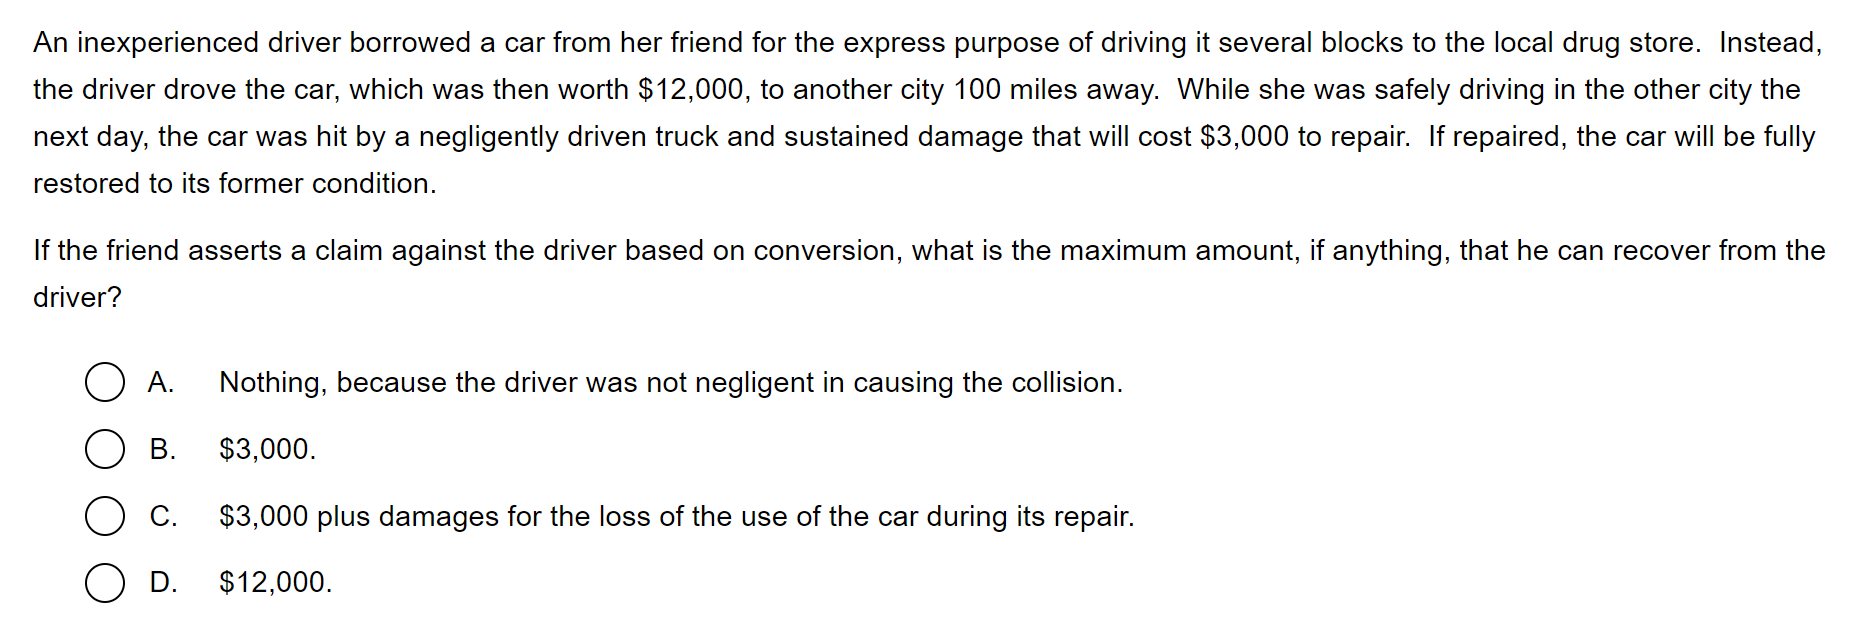 An inexperienced driver borrowed a car from her friend for the express purpose of driving it several blocks to the local drug store.  Instead,
the driver drove the car, which was then worth $12,000, to another city 100 miles away.  While she was safely driving in the other city the
next day, the car was hit by a negligently driven truck and sustained damage that will cost $3,000 to repair.  If repaired, the car will be fully
restored to its former condition.
If the friend asserts a claim against the driver based on conversion, what is the maximum amount, if anything, that he can recover from the
driver?
A. Nothing, because the driver was not negligent in causing the collision.
B. $3,000.
C. $3,000 plus damages for the loss of the use of the car during its repair.
D. $12,000.